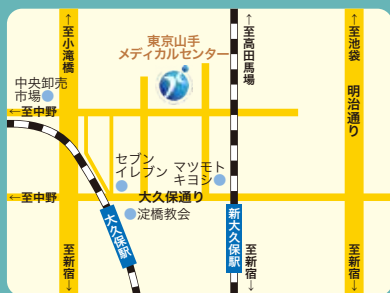 ↑至小滝橋
↑至高田馬場
↑至池袋
東京山手
メディカルセンター
中央卸売
市場
明治通り
←至中野
セブン
イレブン
マツモト
キヨシ
←至中野
大久保通り
淀橋教会
大久保駅
新大久保駅
至新宿↓
至新宿↓
至新宿↓